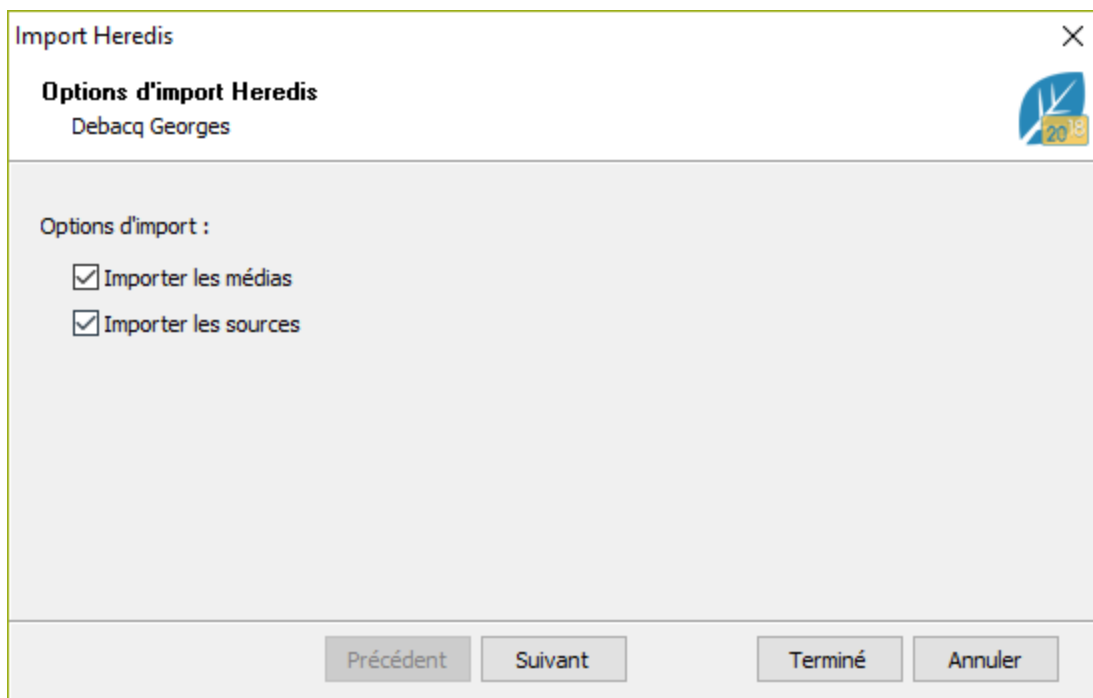 Import Heredis
Options d'import Heredis
Debacq Georges
2018
Options d'import :
Importer les médias
Importer les sources
Précédent Suivant Terminé Annuler